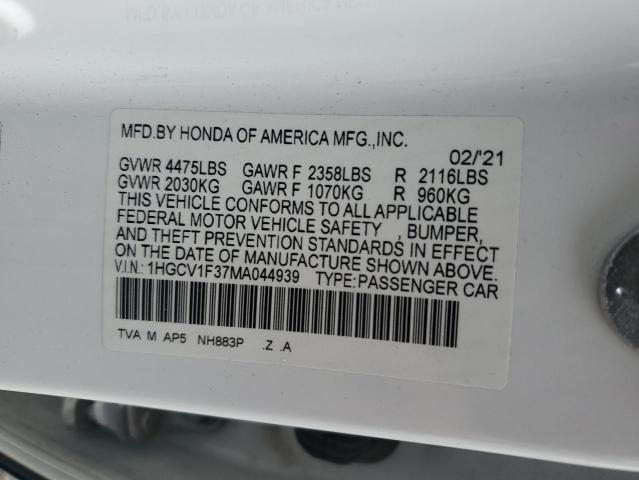 MFD.BY HONDA OF AMERICA MFG.,INC.
02/'21
GVWR 4475LBS GAWR F 2358LBS R 2116LBS
GVWR 2030KG GAWR F 1070KG R 960KG
THIS VEHICLE CONFORMS TO ALL APPLICABLE
FEDERAL MOTOR VEHICLE SAFETY , BUMPER,
AND THEFT PREVENTION STANDARDS IN EFFECT
ON THE DATE OF MANUFACTURE SHOWN ABOVE.
V.I.N.: 1HGCV1F37MA044939 TYPE:PASSENGER CAR
TVA M AP5 NH883P .Z .A